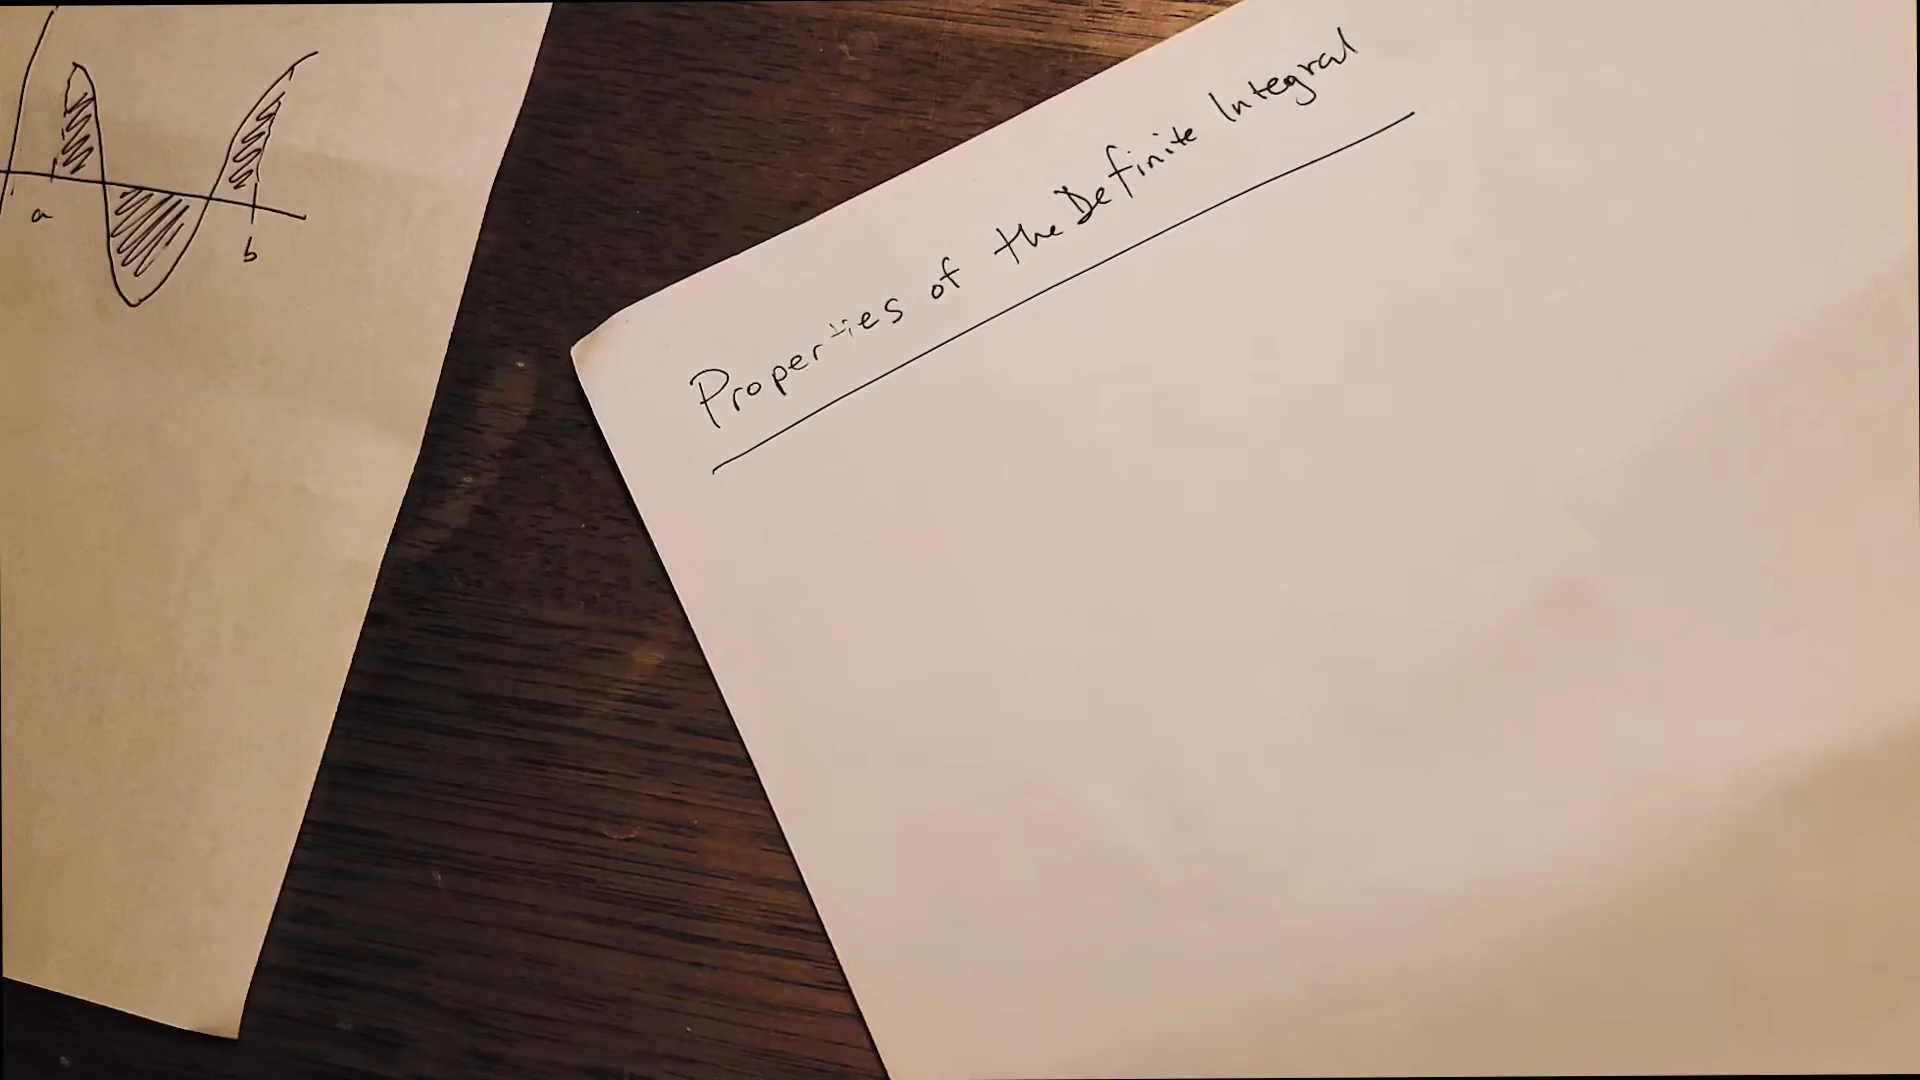 a
b
Properties of the Definite Integral